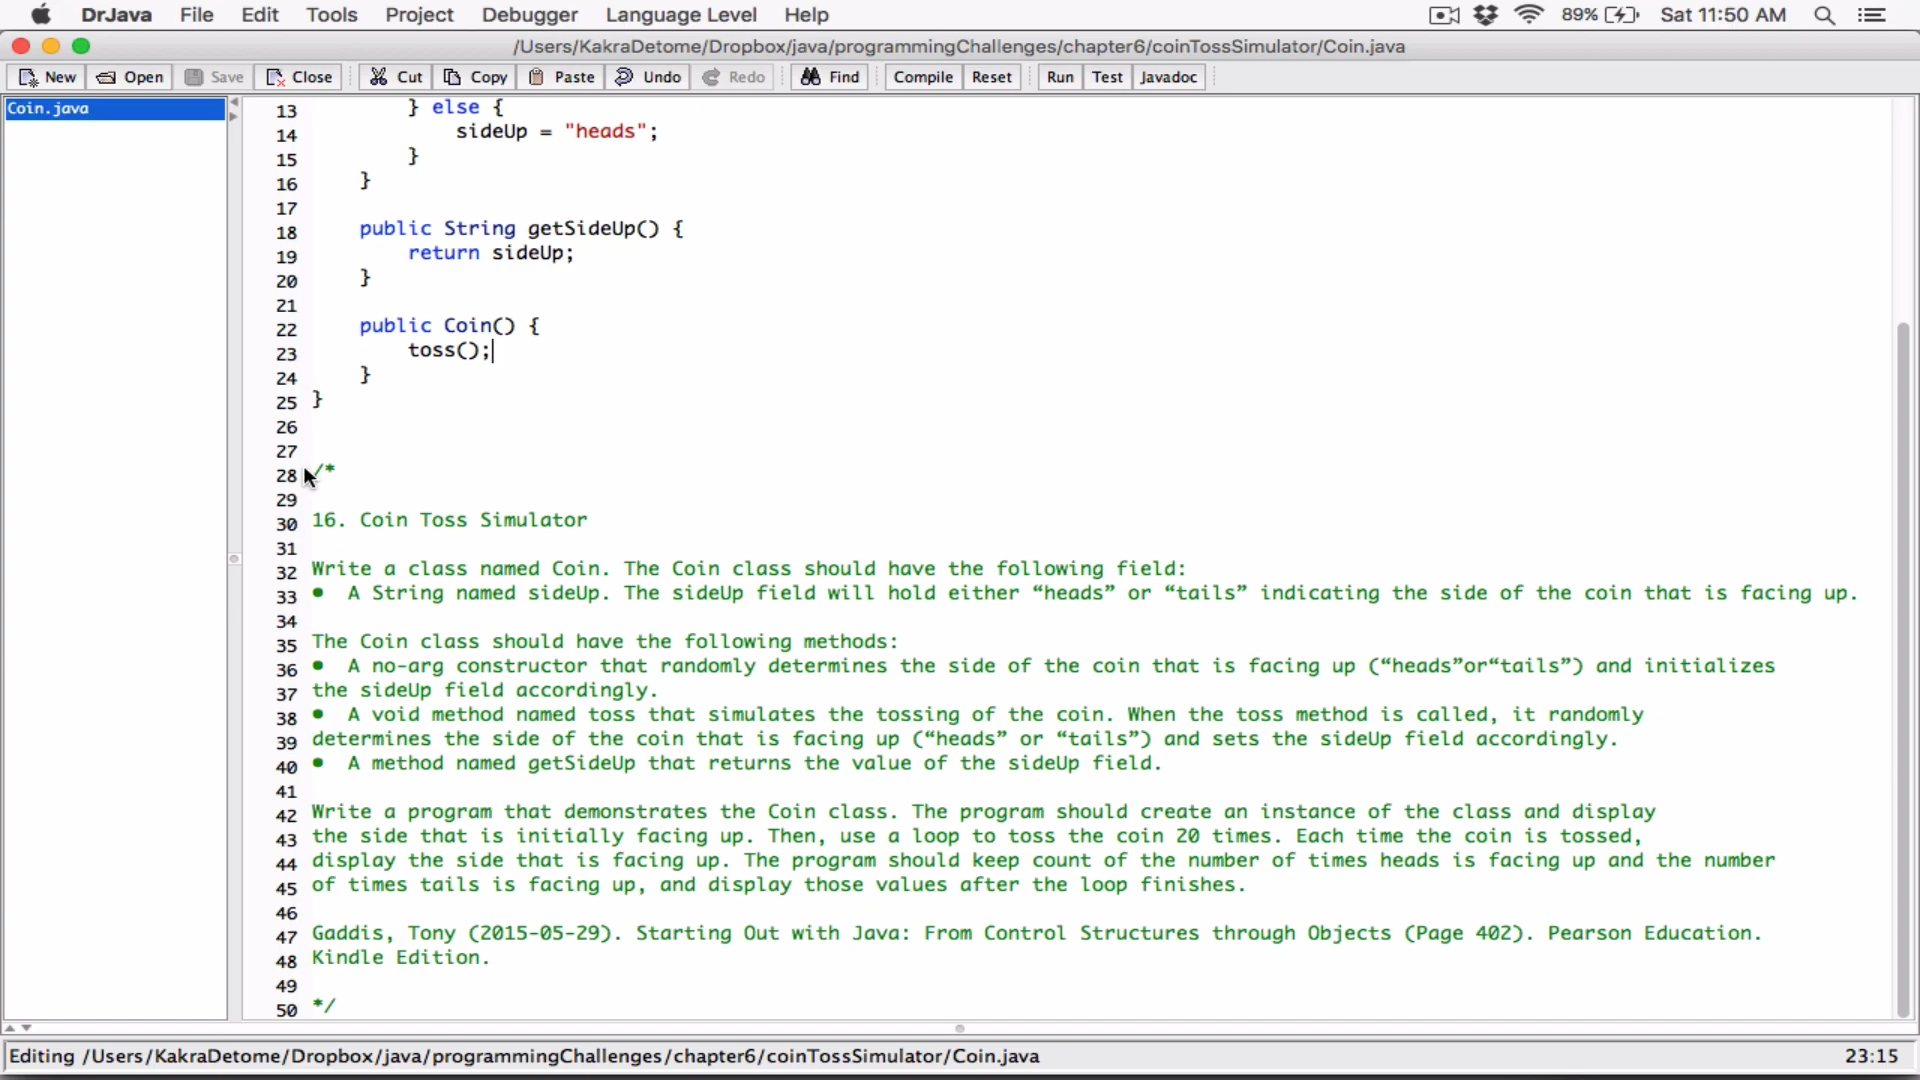 DrJava File Edit Tools Project Debugger Language Level Help 89% Sat 11:50 AM
/Users/KakraDetome/Dropbox/java/programmingChallenges/chapter6/coinTossSimulator/Coin.java
New Open Save Close Cut Copy Paste Undo Redo Find Compile Reset Run Test Javadoc
Coin.java
13 } else {
14 sideUp = "heads";
15 }
16 }
17
18 public String getSideUp() {
19 return sideUp;
20 }
21
22 public Coin() {
23 toss();
24 }
25 }
26
27
28 /*
29
30 16. Coin Toss Simulator
31
32 Write a class named Coin. The Coin class should have the following field:
33 • A String named sideUp. The sideUp field will hold either “heads” or “tails” indicating the side of the coin that is facing up.
34
35 The Coin class should have the following methods:
36 • A no-arg constructor that randomly determines the side of the coin that is facing up (“heads”or“tails”) and initializes
37 the sideUp field accordingly.
38 • A void method named toss that simulates the tossing of the coin. When the toss method is called, it randomly
39 determines the side of the coin that is facing up (“heads” or “tails”) and sets the sideUp field accordingly.
40 • A method named getSideUp that returns the value of the sideUp field.
41
42 Write a program that demonstrates the Coin class. The program should create an instance of the class and display
43 the side that is initially facing up. Then, use a loop to toss the coin 20 times. Each time the coin is tossed,
44 display the side that is facing up. The program should keep count of the number of times heads is facing up and the number
45 of times tails is facing up, and display those values after the loop finishes.
46
47 Gaddis, Tony (2015-05-29). Starting Out with Java: From Control Structures through Objects (Page 402). Pearson Education.
48 Kindle Edition.
49
50 */
Editing /Users/KakraDetome/Dropbox/java/programmingChallenges/chapter6/coinTossSimulator/Coin.java 23:15